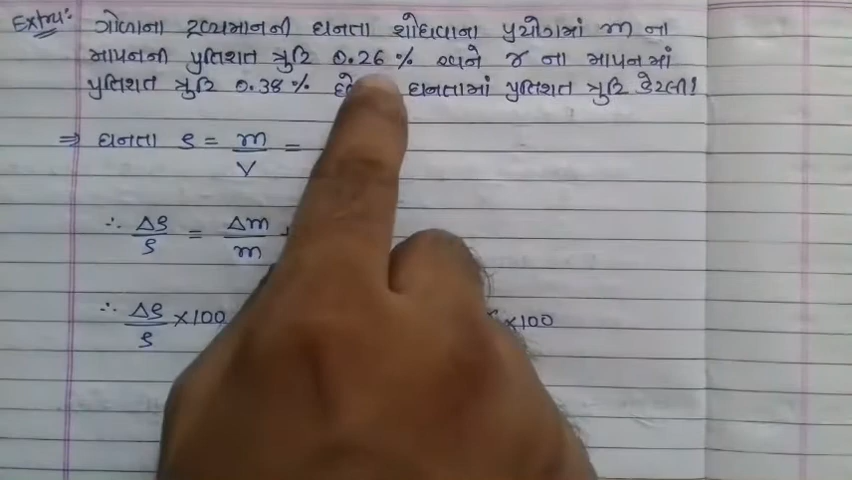 Extra: ગોળાના દ્રવ્યમાનની ઘનતા શોધવાના પ્રયોગમાં m ના
માપનની પ્રતિશત ત્રુટિ 0.26 % અને r ના માપનમાં
પ્રતિશત ત્રુટિ 0.38 % ઘનતામાં પ્રતિશત ત્રુટિ કેટલી?
⇒ ઘનતા ρ = m/V =
∴ Δρ/ρ = Δm/m
∴ Δρ/ρ ×100 ×100